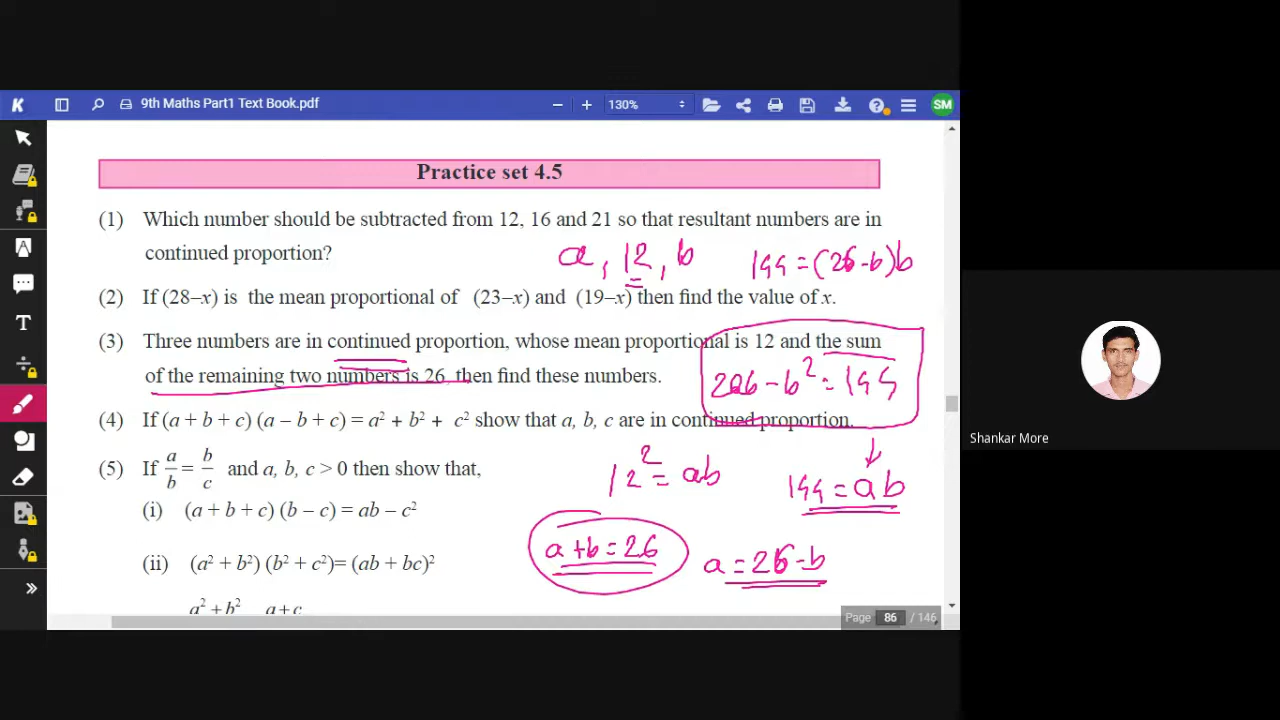 K 9th Maths Part1 Text Book.pdf − + 130% SM
Practice set 4.5
(1) Which number should be subtracted from 12, 16 and 21 so that resultant numbers are in
continued proportion?
a, 12, b
144 = (26-b)b
(2) If (28–x) is the mean proportional of (23–x) and (19–x) then find the value of x.
(3) Three numbers are in continued proportion, whose mean proportional is 12 and the sum
of the remaining two numbers is 26 then find these numbers.
26b - b² = 144
(4) If (a + b + c) (a – b + c) = a² + b² + c² show that a, b, c are in continued proportion.
12² = ab
144 = ab
(5) If a/b = b/c and a, b, c > 0 then show that,
(i) (a + b + c) (b – c) = ab – c²
a + b = 26
a = 26 - b
(ii) (a² + b²) (b² + c²) = (ab + bc)²
a² + b² a + c
Page 86 / 146
Shankar More